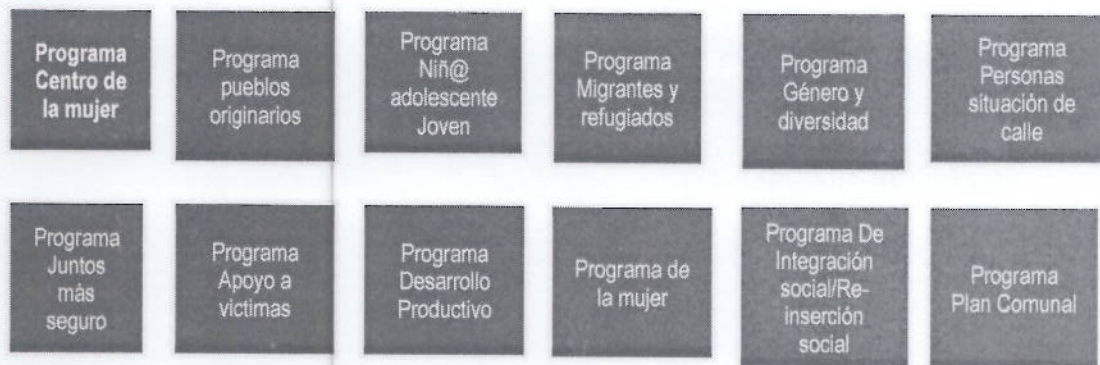 Programa
Centro de
la mujer
Programa
pueblos
originarios
Programa
Niñ@
adolescente
Joven
Programa
Migrantes y
refugiados
Programa
Género y
diversidad
Programa
Personas
situación de
calle
Programa
Juntos
más
seguro
Programa
Apoyo a
victimas
Programa
Desarrollo
Productivo
Programa de
la mujer
Programa De
Integración
social/Re-
inserción
social
Programa
Plan Comunal